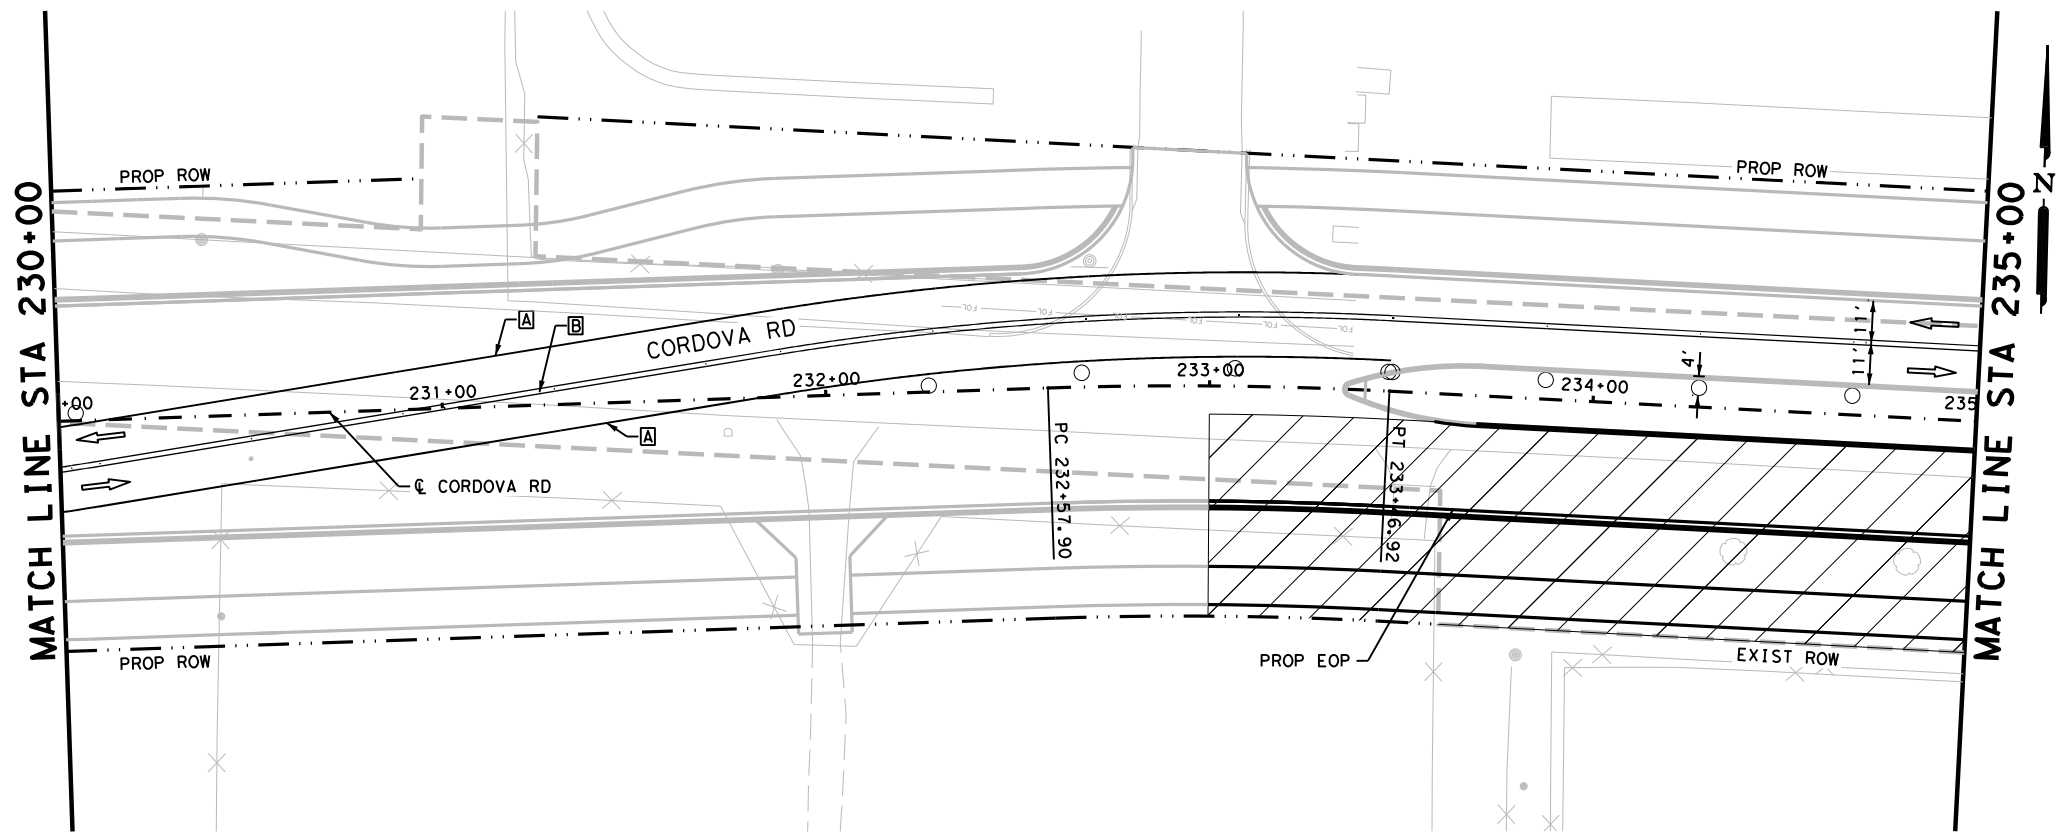 PROP ROW
PROP ROW
N
MATCH LINE STA 230+00
MATCH LINE STA 235+00
A
B
CORDOVA RD
11'
11'
4'
+00
231+00
232+00
233+00
234+00
235
A
℄ CORDOVA RD
PC 232+57.90
PROP ROW
PROP EOP
EXIST ROW